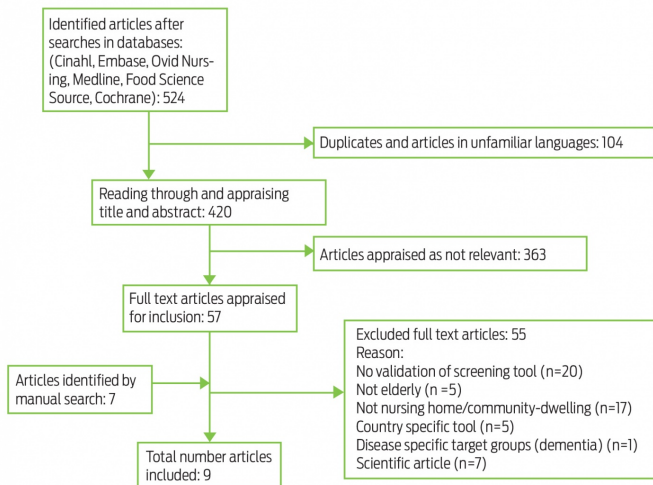 Identified articles after
searches in databases:
(Cinahl, Embase, Ovid Nurs-
ing, Medline, Food Science
Source, Cochrane): 524
Duplicates and articles in unfamiliar languages: 104
Reading through and appraising
title and abstract: 420
Articles appraised as not relevant: 363
Full text articles appraised
for inclusion: 57
Articles identified by
manual search: 7
Excluded full text articles: 55
Reason:
No validation of screening tool (n=20)
Not elderly (n =5)
Not nursing home/community-dwelling (n=17)
Country specific tool (n=5)
Disease specific target groups (dementia) (n=1)
Scientific article (n=7)
Total number articles
included: 9